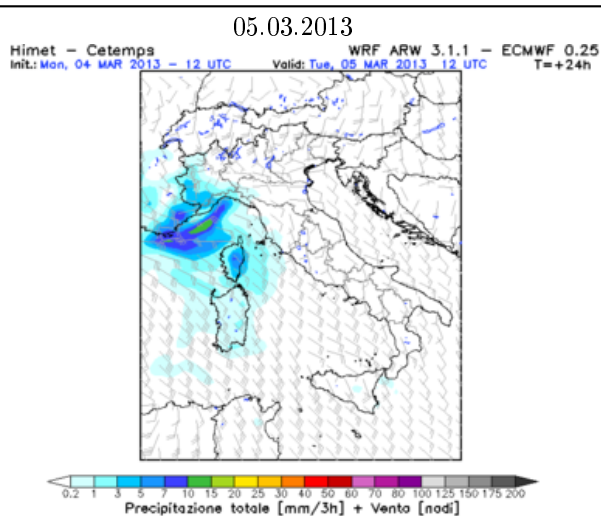 05.03.2013
Himet – Cetemps WRF ARW 3.1.1 – ECMWF 0.25
Init.: Mon, 04 MAR 2013 – 12 UTC Valid: Tue, 05 MAR 2013 12 UTC T=+24h
0.2 1 3 5 7 10 15 20 25 30 40 50 60 70 80 100 125 150 175 200
Precipitazione totale [mm/3h] + Vento [nodi]